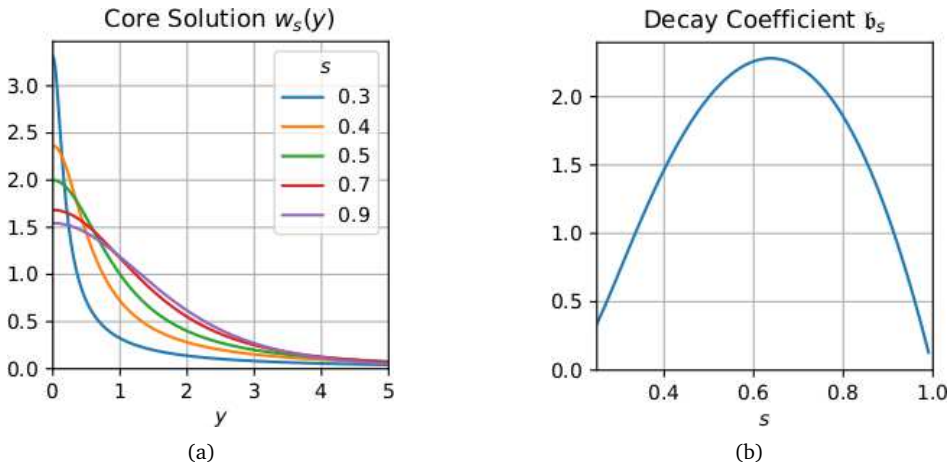 Core Solution w_s(y)
3.0
2.5
2.0
1.5
1.0
0.5
0.0
s
0.3
0.4
0.5
0.7
0.9
0 1 2 3 4 5
y
(a)
Decay Coefficient 𝔟_s
2.0
1.5
1.0
0.5
0.0
0.4 0.6 0.8 1.0
s
(b)